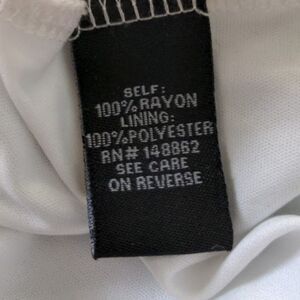 SELF:
100% RAYON
LINING:
100% POLYESTER
RN# 148862
SEE CARE
ON REVERSE